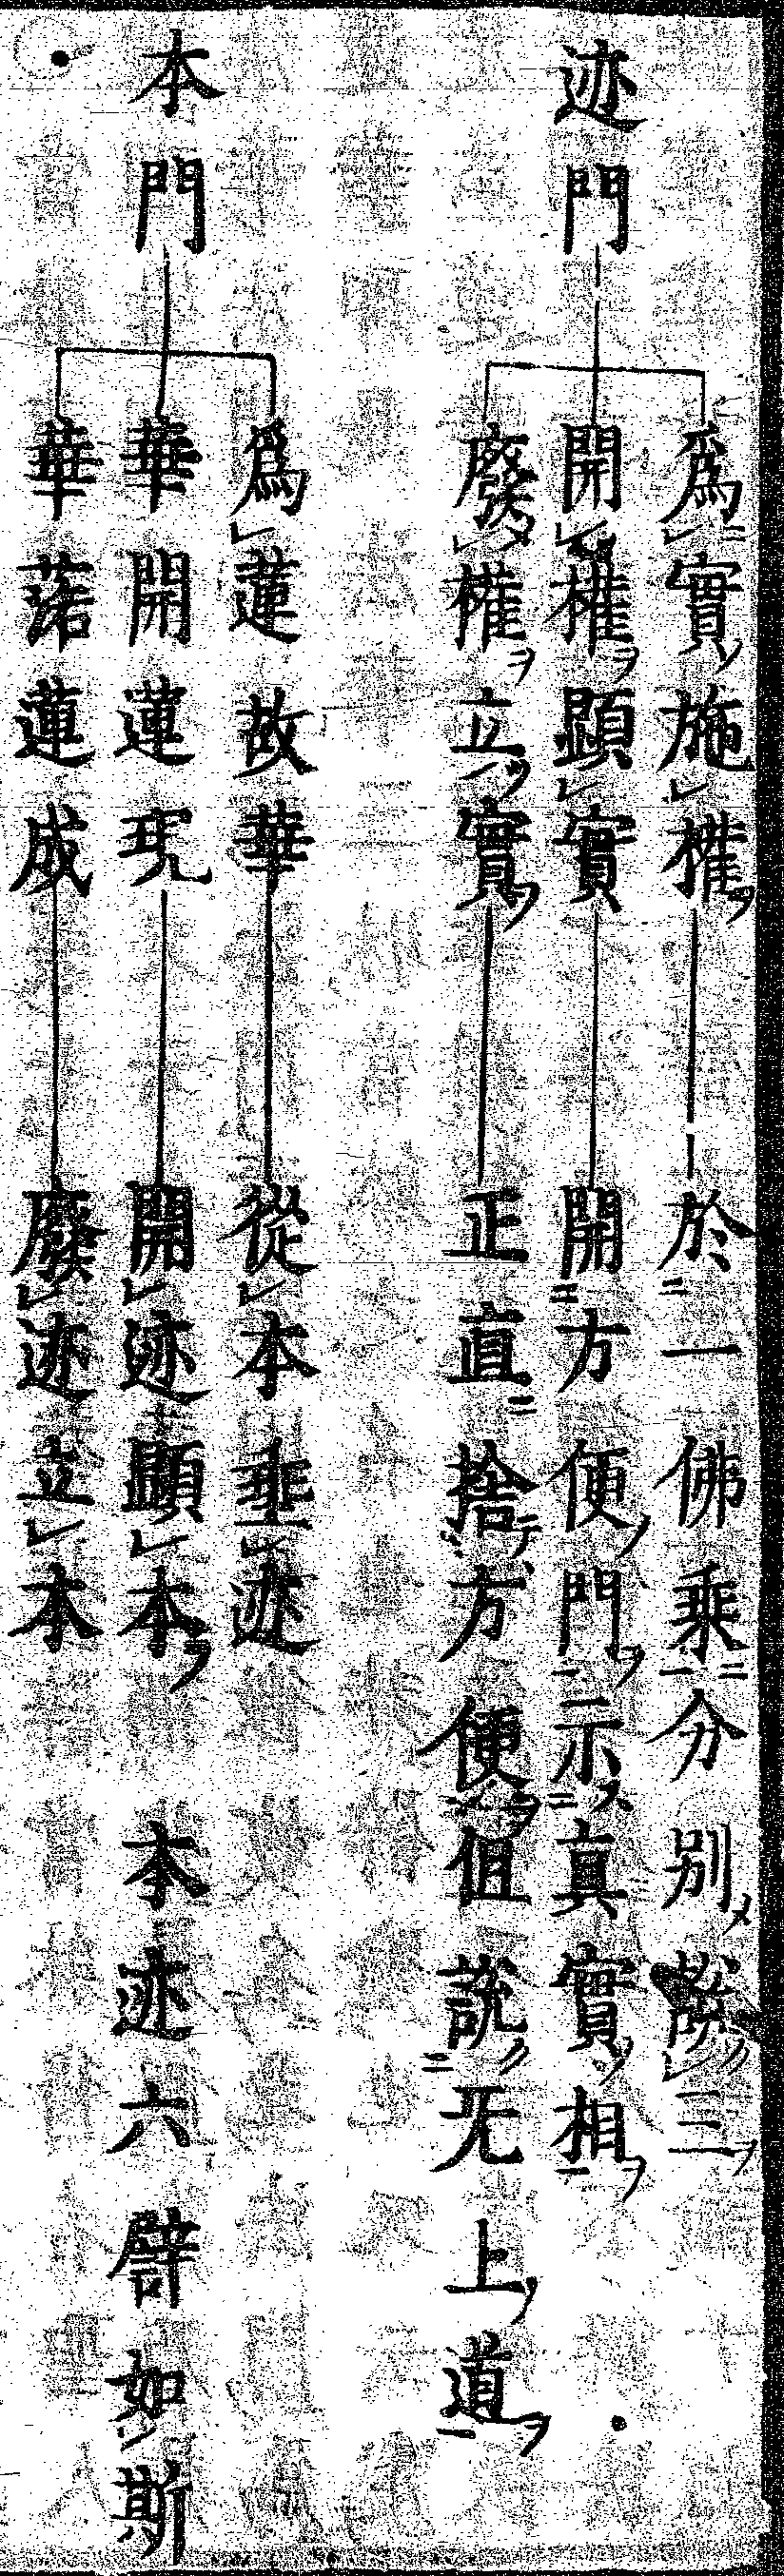 迹門
爲實施權 於一佛乘分別說三
開權顯實 開方便門示真實相
廢權立實 正直捨方便但說无上道
本門
爲蓮故華 從本垂迹
華開蓮現 開迹顯本 本迹六譬如斯
華落蓮成 廢迹立本